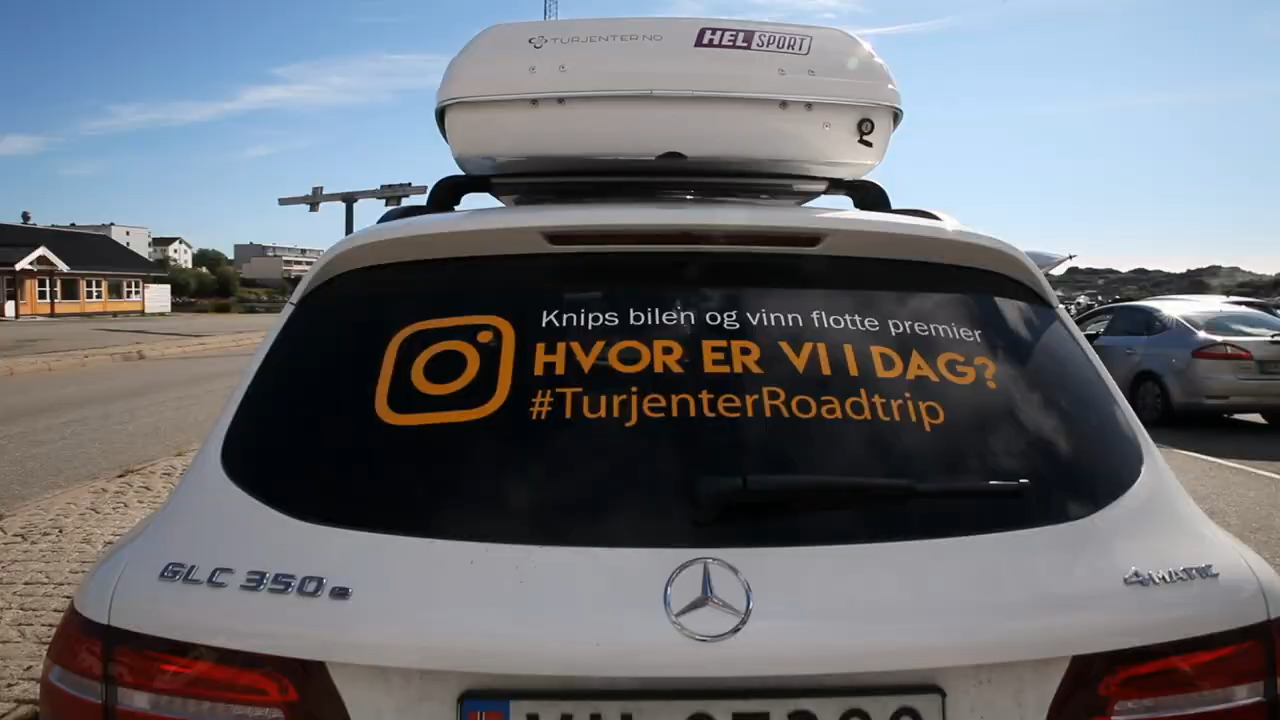 TURJENTER.NO
HELSPORT
Knips bilen og vinn flotte premier
HVOR ER VI I DAG?
#TurjenterRoadtrip
GLC 350 e
4MATIC